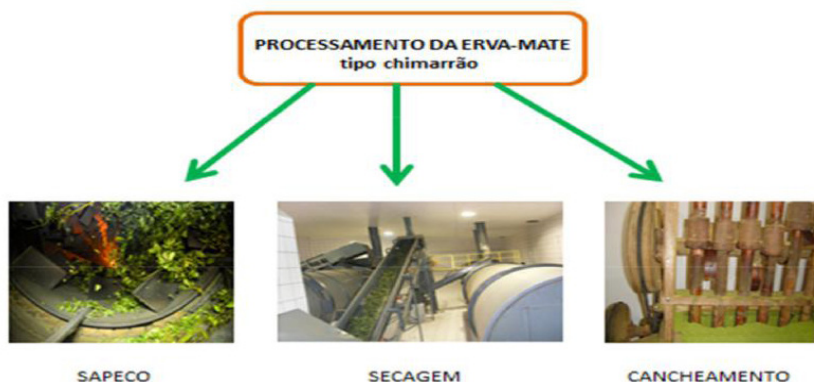 PROCESSAMENTO DA ERVA-MATE
tipo chimarrão
SAPECO
SECAGEM
CANCHEAMENTO